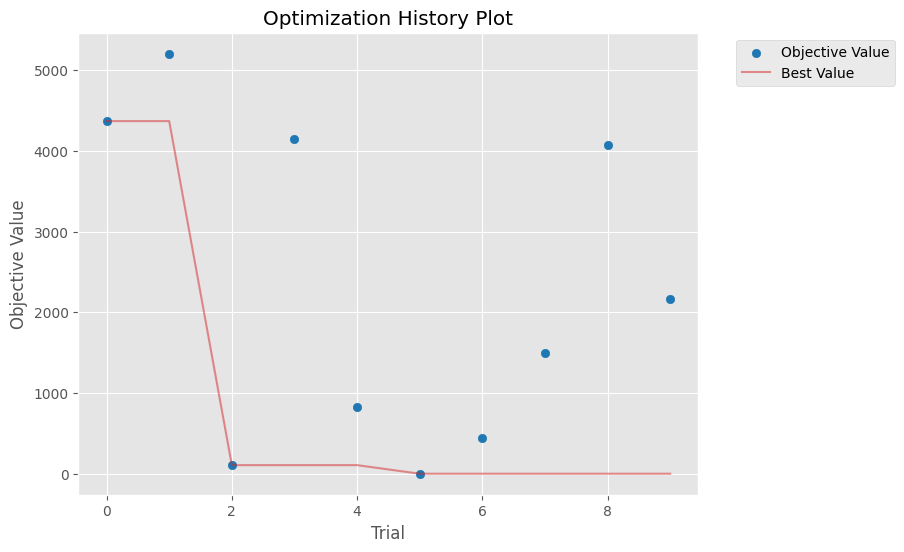 Optimization History Plot
Objective Value
Best Value
Objective Value
5000
4000
3000
2000
1000
0
0 2 4 6 8
Trial